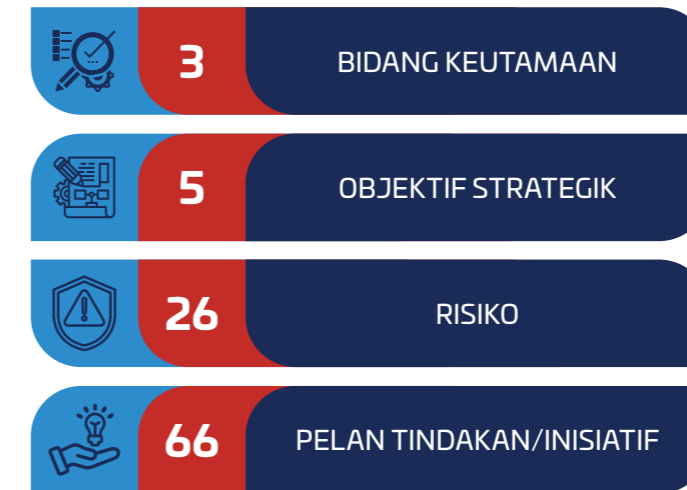 3 BIDANG KEUTAMAAN
5 OBJEKTIF STRATEGIK
26 RISIKO
66 PELAN TINDAKAN/INISIATIF